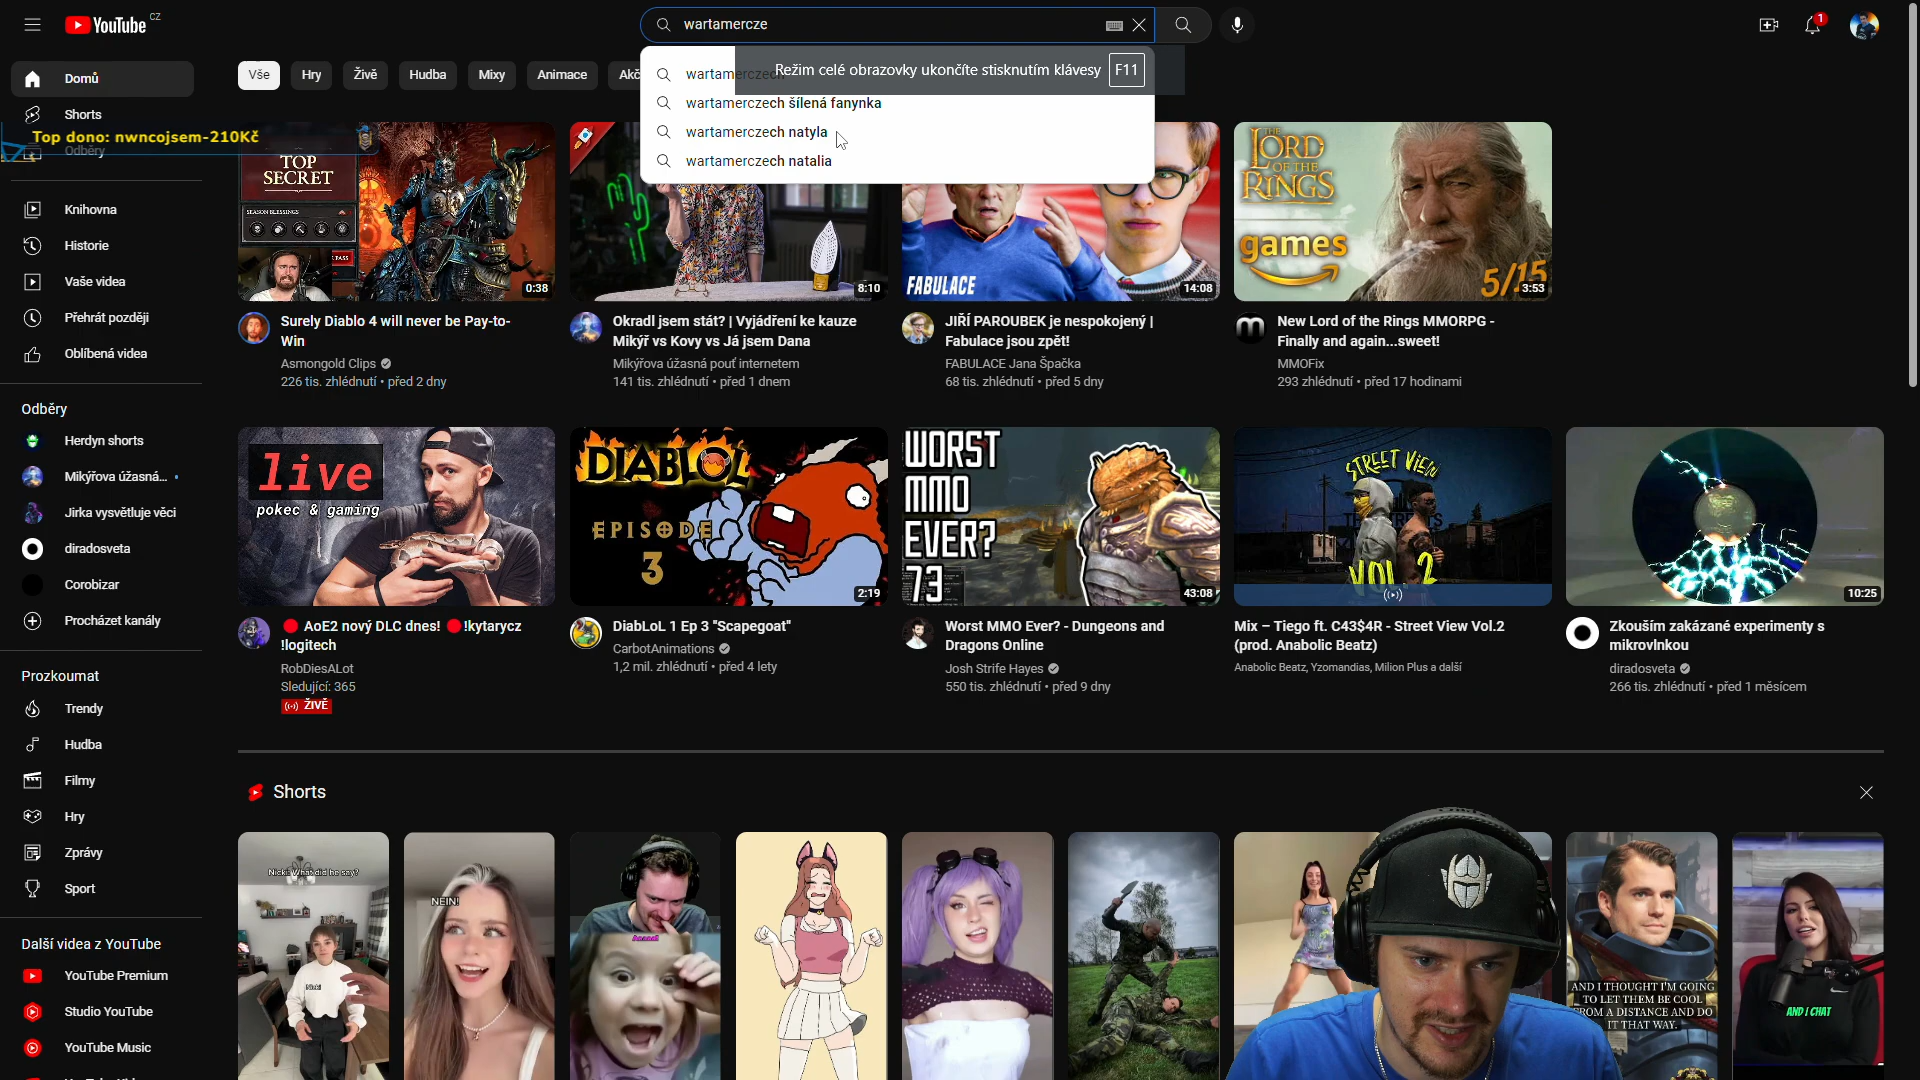 YouTube CZ
wartamercze
1
wartamerczech
Režim celé obrazovky ukončíte stisknutím klávesy F11
wartamerczech šílená fanynka
wartamerczech natyla
wartamerczech natalia
Vše
Hry
Živě
Hudba
Mixy
Animace
Domů
Shorts
Odběry
Top dono: nwncojsem-210Kč
Knihovna
Historie
Vaše videa
Přehrát později
Oblíbená videa
Odběry
Herdyn shorts
Mikýřova úžasná...
Jirka vysvětluje věci
diradosveta
Corobizar
Procházet kanály
Prozkoumat
Trendy
Hudba
Filmy
Hry
Zprávy
Sport
Další videa z YouTube
YouTube Premium
Studio YouTube
YouTube Music
TOP
SECRET
SEASON BLESSINGS
0:38
Surely Diablo 4 will never be Pay-to-
Win
Asmongold Clips
226 tis. zhlédnutí • před 2 dny
8:10
Okradl jsem stát? | Vyjádření ke kauze
Mikýř vs Kovy vs Já jsem Dana
Mikýřova úžasná pouť internetem
141 tis. zhlédnutí • před 1 dnem
FABULACE
14:08
JIŘÍ PAROUBEK je nespokojený |
Fabulace jsou zpět!
FABULACE Jana Špačka
68 tis. zhlédnutí • před 5 dny
THE
LORD
OF THE
RINGS
games
5/15
3:53
New Lord of the Rings MMORPG -
Finally and again...sweet!
MMOFix
293 zhlédnutí • před 17 hodinami
live
pokec & gaming
AoE2 nový DLC dnes! !kytarycz
!logitech
RobDiesALot
Sledující: 365
ŽIVĚ
DIABLOL
EPISODE
3
2:19
DiabLoL 1 Ep 3 "Scapegoat"
CarbotAnimations
1,2 mil. zhlédnutí • před 4 lety
WORST
MMO
EVER?
73
43:08
Worst MMO Ever? - Dungeons and
Dragons Online
Josh Strife Hayes
550 tis. zhlédnutí • před 9 dny
STREET VIEW
VOL 2
Mix – Tiego ft. C43$4R - Street View Vol.2
(prod. Anabolic Beatz)
Anabolic Beatz, Yzomandias, Milion Plus a další
10:25
Zkouším zakázané experimenty s
mikrovlnkou
diradosveta
266 tis. zhlédnutí • před 1 měsícem
Shorts
Nicki: What did he say?
NEIN!
AND I THOUGHT I'M GOING
TO LET THEM BE COOL
FROM A DISTANCE AND DO
IT THAT WAY.
AND I CHAT